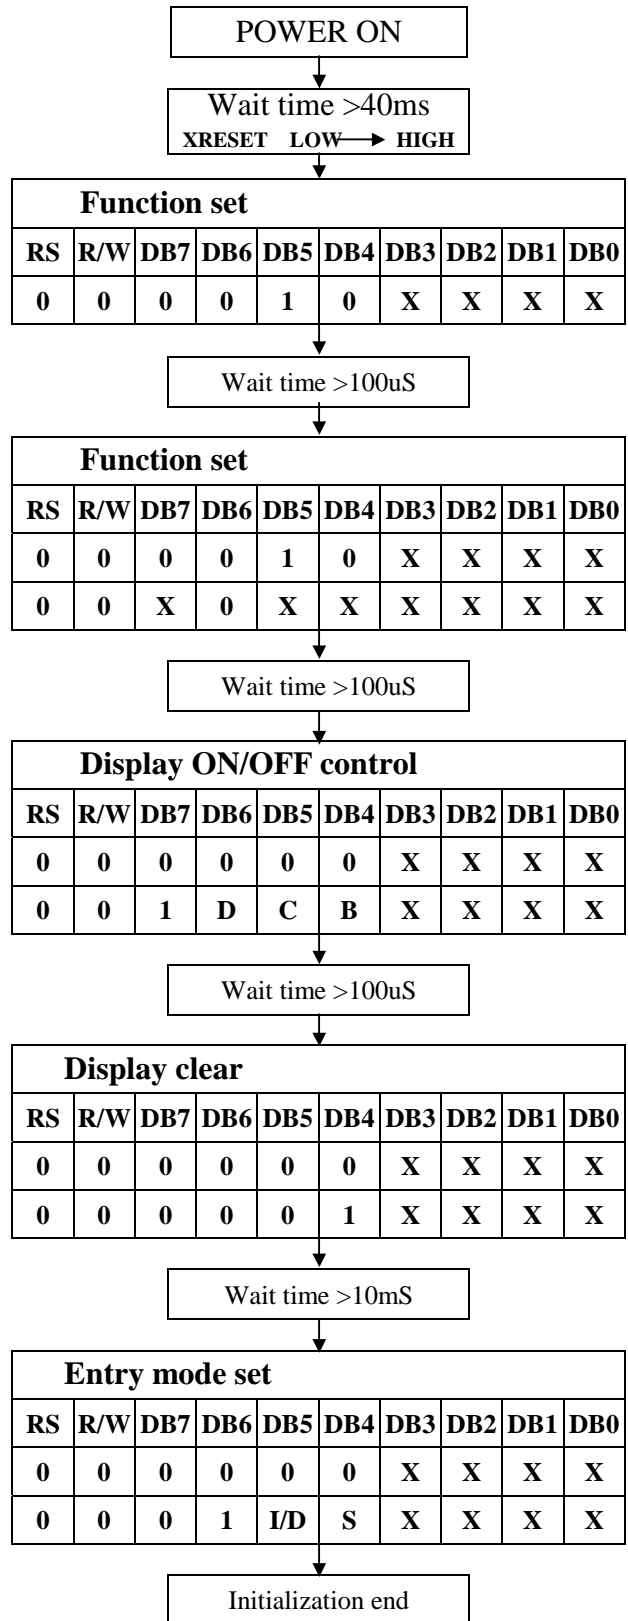 POWER ON
Wait time >40ms
XRESET LOW HIGH
Function set
RS R/W DB7 DB6 DB5 DB4 DB3 DB2 DB1 DB0
0 0 0 0 1 0 X X X X
Wait time >100uS
Function set
RS R/W DB7 DB6 DB5 DB4 DB3 DB2 DB1 DB0
0 0 0 0 1 0 X X X X
0 0 X 0 X X X X X X
Wait time >100uS
Display ON/OFF control
RS R/W DB7 DB6 DB5 DB4 DB3 DB2 DB1 DB0
0 0 0 0 0 0 X X X X
0 0 1 D C B X X X X
Wait time >100uS
Display clear
RS R/W DB7 DB6 DB5 DB4 DB3 DB2 DB1 DB0
0 0 0 0 0 0 X X X X
0 0 0 0 0 1 X X X X
Wait time >10mS
Entry mode set
RS R/W DB7 DB6 DB5 DB4 DB3 DB2 DB1 DB0
0 0 0 0 0 0 X X X X
0 0 0 1 I/D S X X X X
Initialization end